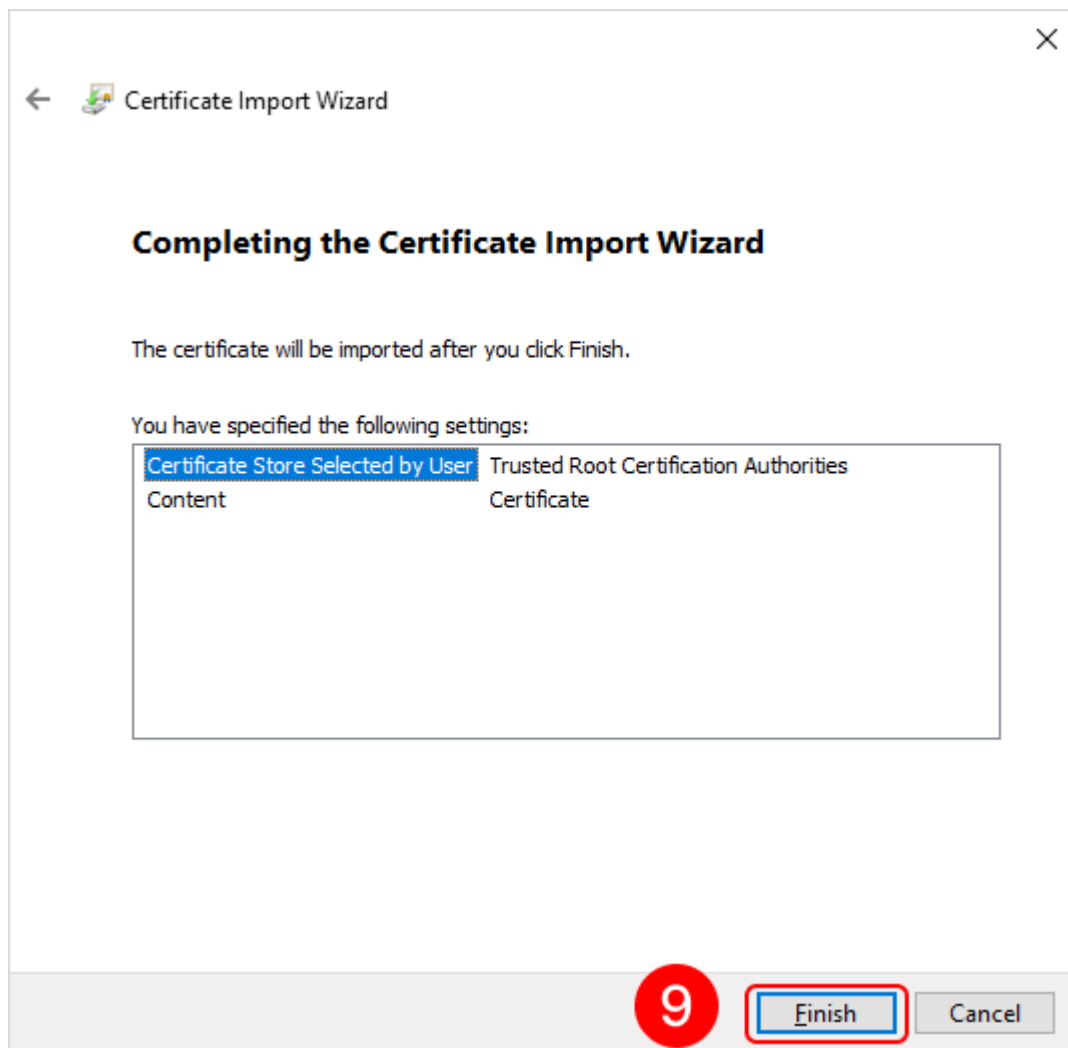 Certificate Import Wizard
Completing the Certificate Import Wizard
The certificate will be imported after you click Finish.
You have specified the following settings:
Certificate Store Selected by User Trusted Root Certification Authorities
Content Certificate
9 Finish Cancel